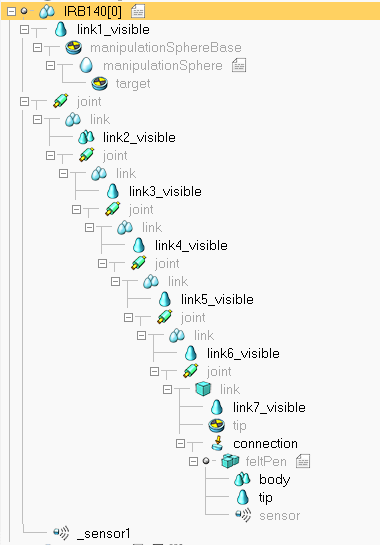 IRB140[0]
link1_visible
manipulationSphereBase
manipulationSphere
target
joint
link
link2_visible
joint
link
link3_visible
joint
link
link4_visible
joint
link
link5_visible
joint
link
link6_visible
joint
link
link7_visible
tip
connection
feltPen
body
tip
sensor
_sensor1